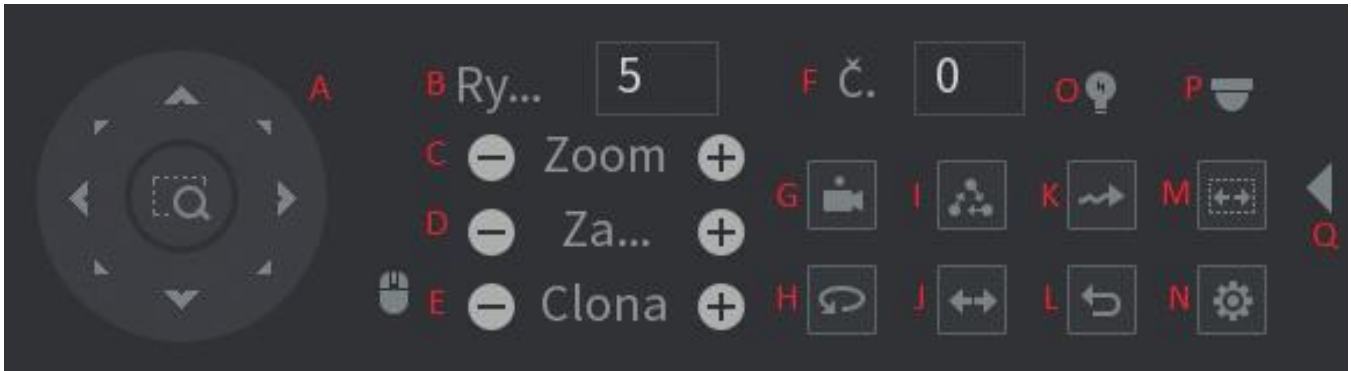 A
B Ry... 5 F Č. 0 O P
C Zoom
G I K M
D Za... Q
E Clona H J L N